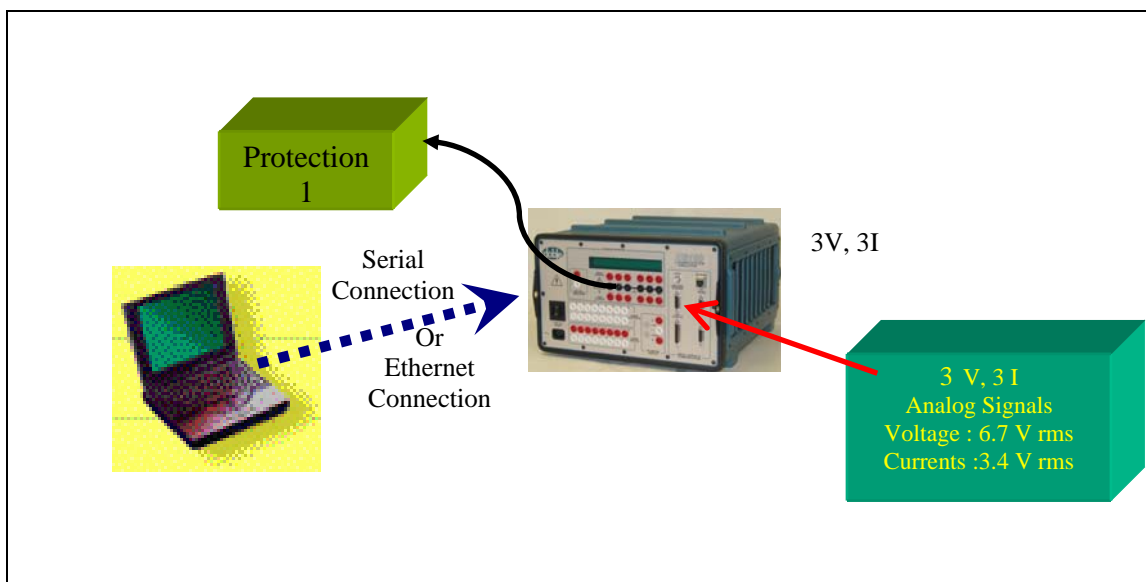 Protection
1
3V, 3I
Serial
Connection
Or
Ethernet
Connection
3 V, 3 I
Analog Signals
Voltage : 6.7 V rms
Currents :3.4 V rms